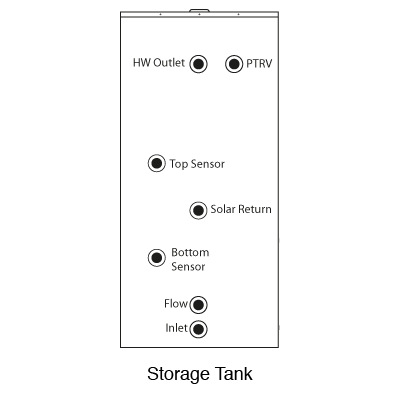 HW Outlet
PTRV
Top Sensor
Solar Return
Bottom
Sensor
Flow
Inlet
Storage Tank